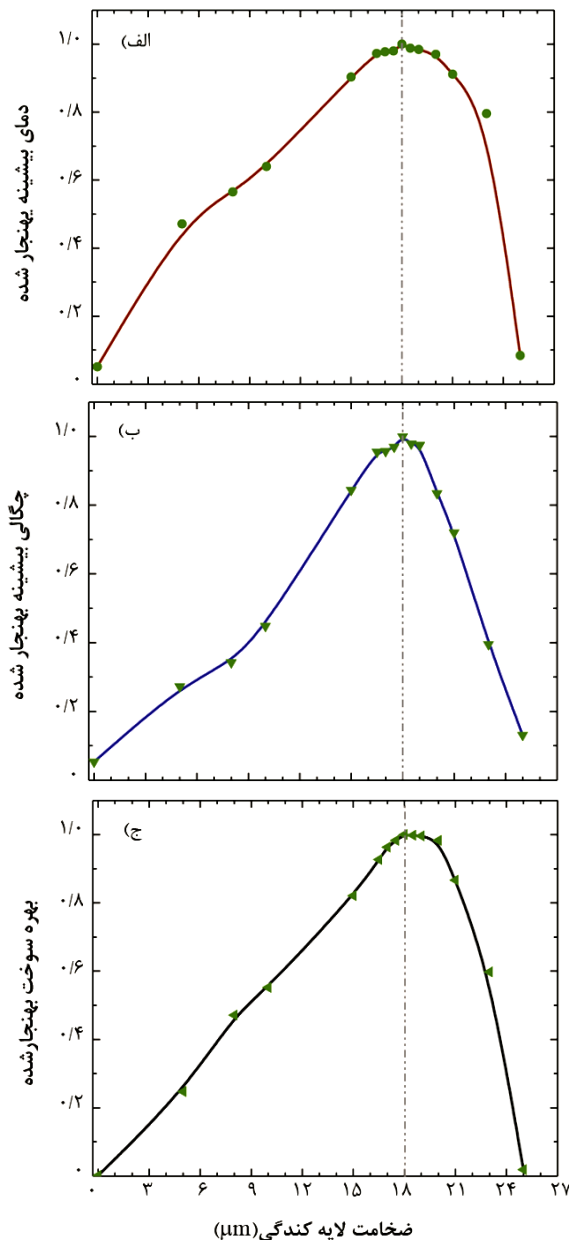 الف)
۱/۰
۰/۸
۰/۶
۰/۴
۰/۲
۰
دمای بیشینه بهنجار شده
ب)
۱/۰
۰/۸
۰/۶
۰/۴
۰/۲
۰
چگالی بیشینه بهنجار شده
ج)
۱/۰
۰/۸
۰/۶
۰/۴
۰/۲
۰
بهره سوخت بهنجارشده
۰ ۳ ۶ ۹ ۱۲ ۱۵ ۱۸ ۲۱ ۲۴ ۲۷
ضخامت لایه کندگی(μm)